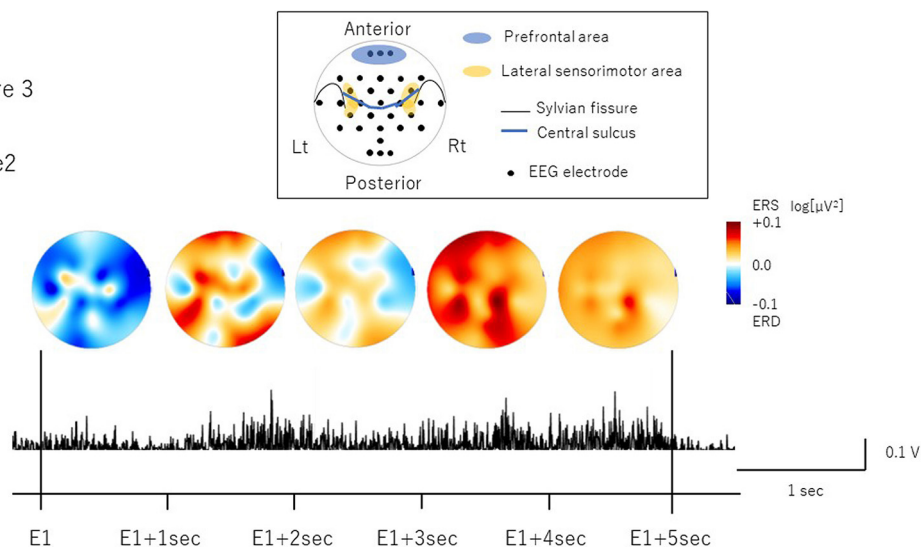 re 3
e2
Anterior
Lt
Rt
Posterior
Prefrontal area
Lateral sensorimotor area
Sylvian fissure
Central sulcus
EEG electrode
ERS log[μV²]
+0.1
0.0
-0.1
ERD
0.1 V
1 sec
E1 E1+1sec E1+2sec E1+3sec E1+4sec E1+5sec